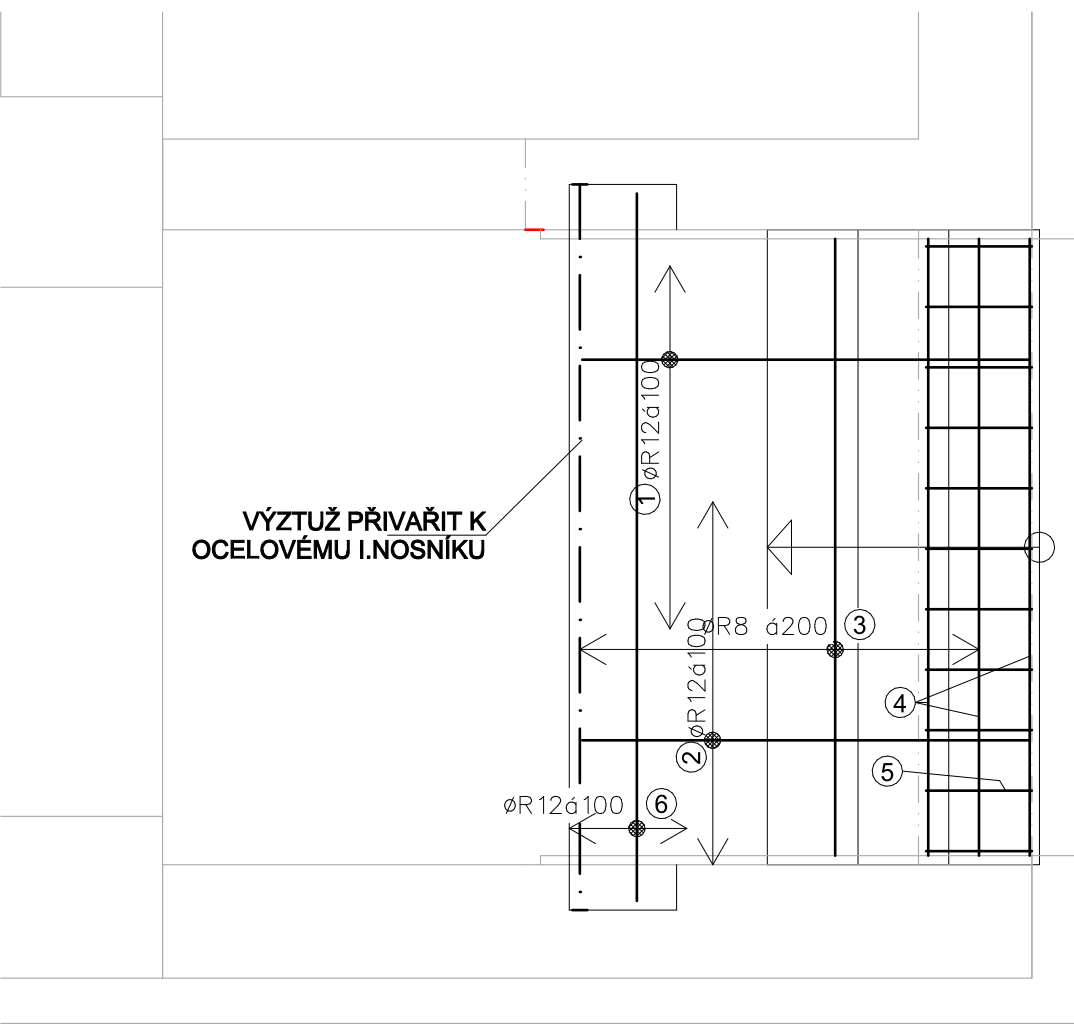 øR12á100
1
VÝZTUŽ PŘIVAŘIT K
OCELOVÉMU I.NOSNÍKU
øR8 á200
3
øR12á100
2
4
5
øR12á100
6